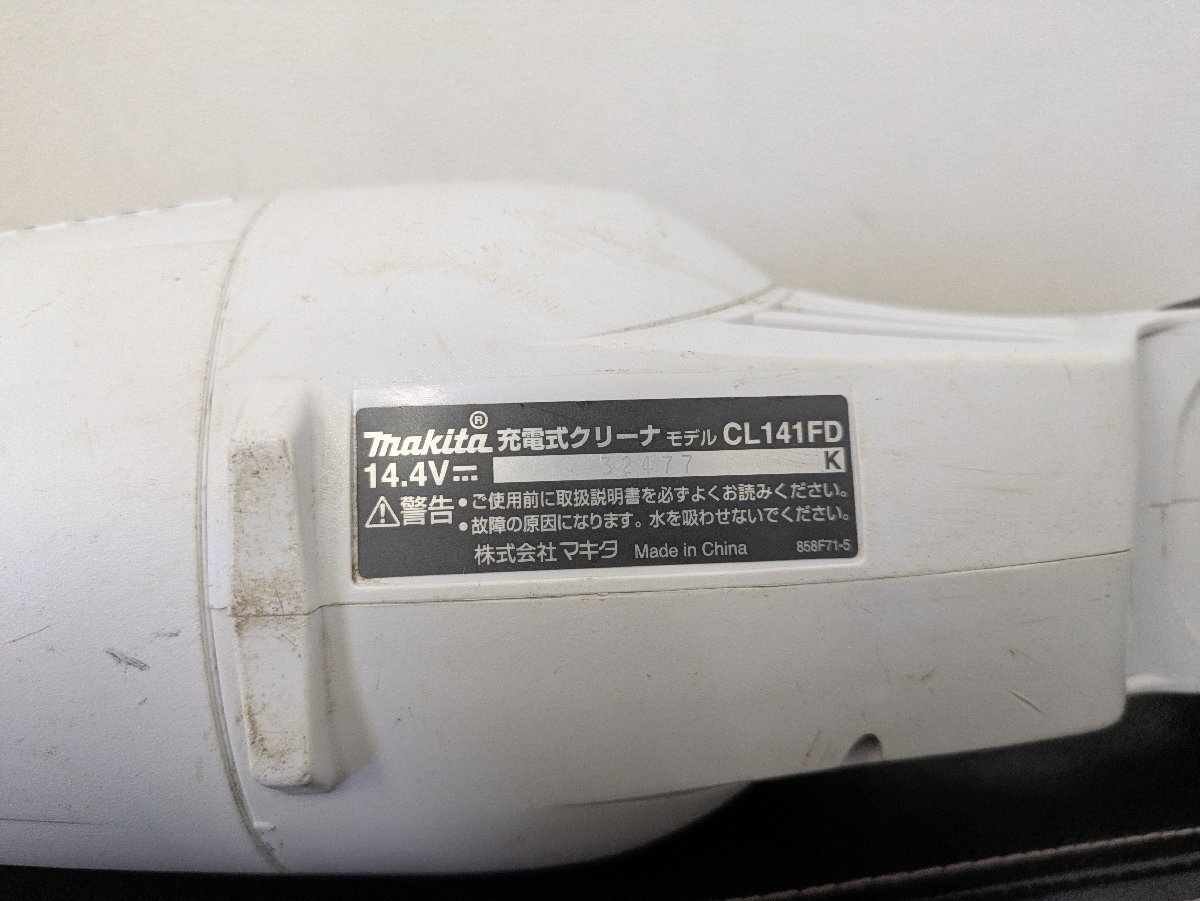 makita® 充電式クリーナ モデル CL141FD
14.4V⎓ 32477 K
⚠警告 •ご使用前に取扱説明書を必ずよくお読みください。
•故障の原因になります。水を吸わせないでください。
株式会社 マキタ Made in China 858F71-5